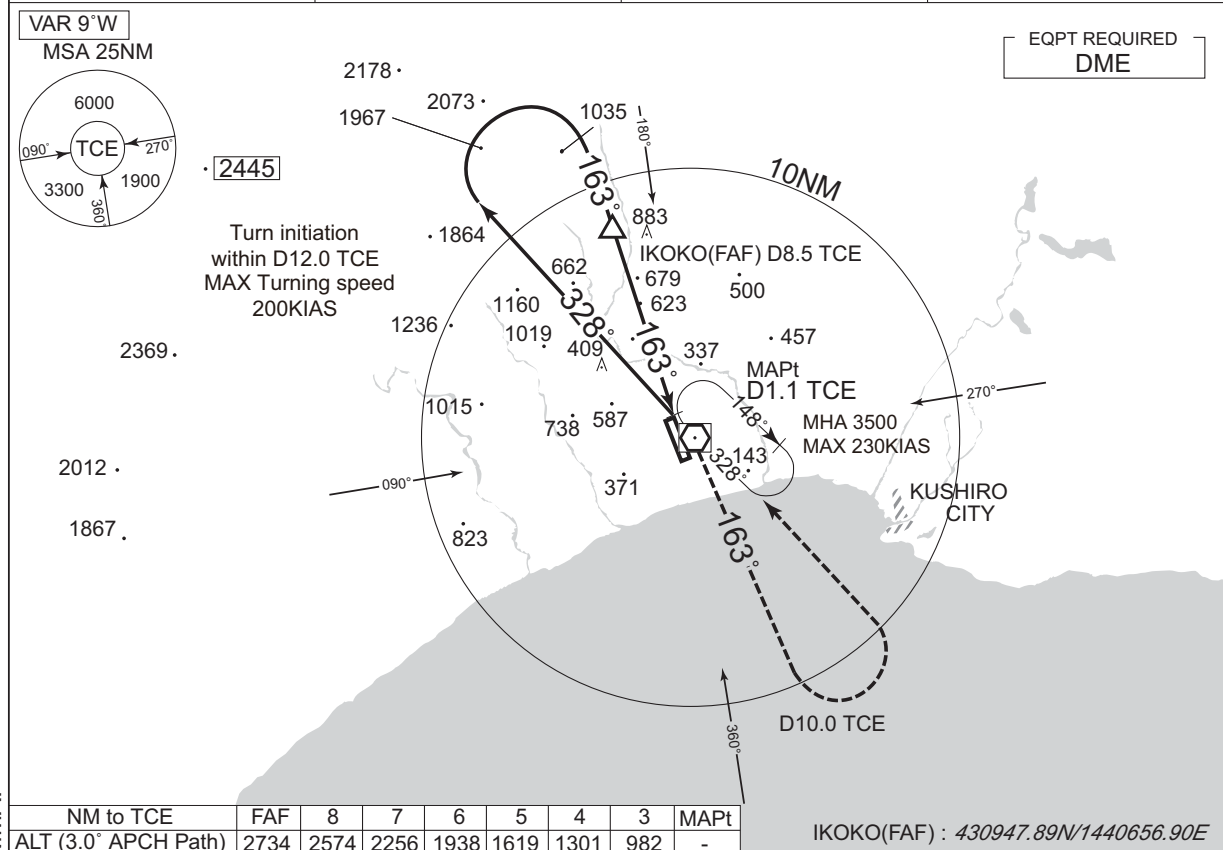 VAR 9°W
MSA 25NM
6000
TCE
090°
270°
3300
1900
360°
EQPT REQUIRED
DME
2178
2073
1967
1035
180°
10NM
2445
163°
883
Turn initiation
within D12.0 TCE
MAX Turning speed
200KIAS
1864
IKOKO(FAF) D8.5 TCE
662
679
500
1160
623
328°
1236
1019
409
163°
457
2369
337
MAPt
D1.1 TCE
270°
1015
148°
MHA 3500
MAX 230KIAS
738
587
2012
143
328°
090°
371
KUSHIRO
CITY
1867
823
163°
D10.0 TCE
360°
NM to TCE FAF 8 7 6 5 4 3 MAPt
ALT (3.0° APCH Path) 2734 2574 2256 1938 1619 1301 982 -
IKOKO(FAF) : 430947.89N/1440656.90E